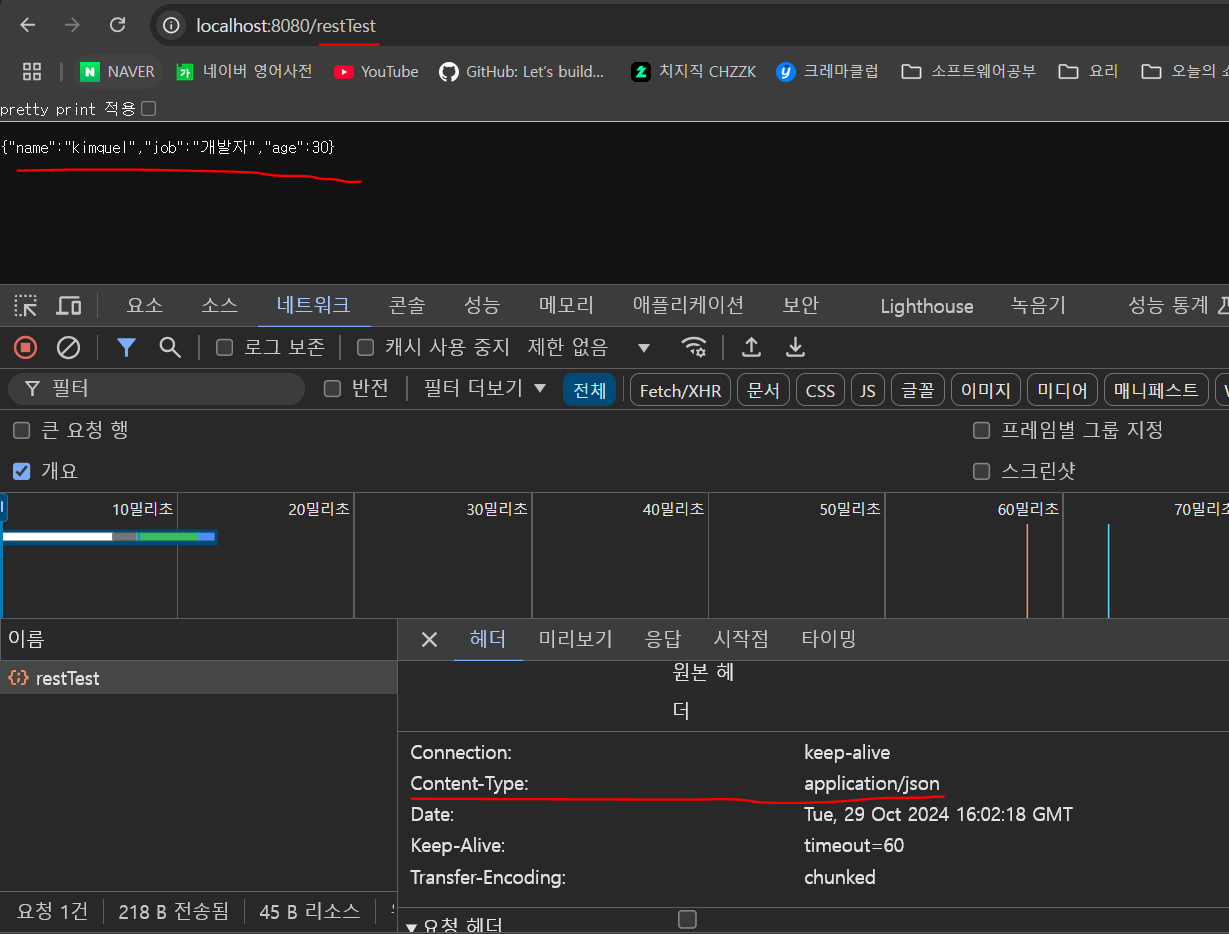 localhost:8080/restTest
NAVER 네이버 영어사전 YouTube GitHub: Let's build... 치지직 CHZZK 크레마클럽 소프트웨어공부 요리 오늘의
pretty print 적용
{"name":"kimquel","job":"개발자","age":30}
요소 소스 네트워크 콘솔 성능 메모리 애플리케이션 보안 Lighthouse 녹음기 성능 통계
로그 보존 캐시 사용 중지 제한 없음
필터 반전 필터 더보기 전체 Fetch/XHR 문서 CSS JS 글꼴 이미지 미디어 매니페스트
큰 요청 행 프레임별 그룹 지정
개요 스크린샷
10밀리초 20밀리초 30밀리초 40밀리초 50밀리초 60밀리초 70밀리초
이름 헤더 미리보기 응답 시작점 타이밍
원본 헤
더
{} restTest
Connection: keep-alive
Content-Type: application/json
Date: Tue, 29 Oct 2024 16:02:18 GMT
Keep-Alive: timeout=60
Transfer-Encoding: chunked
요청 1건 218 B 전송됨 45 B 리소스
요청 헤더